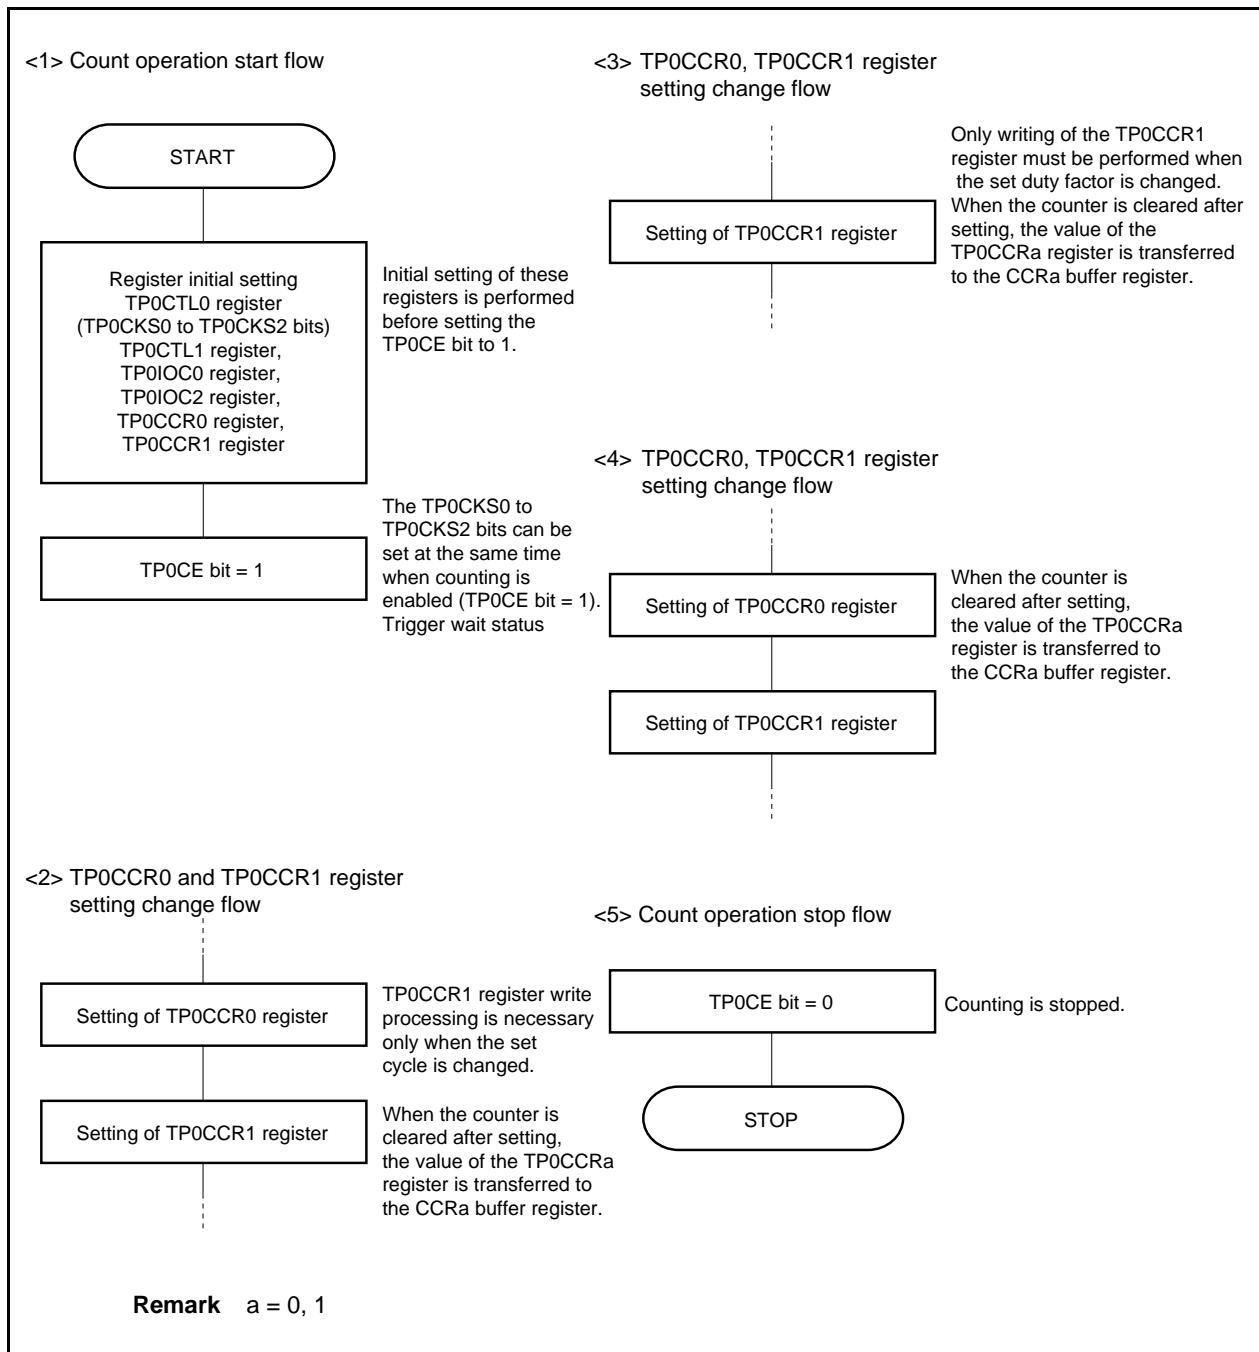 <1> Count operation start flow
START
Register initial setting
TP0CTL0 register
(TP0CKS0 to TP0CKS2 bits)
TP0CTL1 register,
TP0IOC0 register,
TP0IOC2 register,
TP0CCR0 register,
TP0CCR1 register
Initial setting of these
registers is performed
before setting the
TP0CE bit to 1.
TP0CE bit = 1
The TP0CKS0 to
TP0CKS2 bits can be
set at the same time
when counting is
enabled (TP0CE bit = 1).
Trigger wait status
<2> TP0CCR0 and TP0CCR1 register
setting change flow
Setting of TP0CCR0 register
TP0CCR1 register write
processing is necessary
only when the set
cycle is changed.
Setting of TP0CCR1 register
When the counter is
cleared after setting,
the value of the TP0CCRa
register is transferred to
the CCRa buffer register.
<3> TP0CCR0, TP0CCR1 register
setting change flow
Setting of TP0CCR1 register
Only writing of the TP0CCR1
register must be performed when
the set duty factor is changed.
When the counter is cleared after
setting, the value of the
TP0CCRa register is transferred
to the CCRa buffer register.
<4> TP0CCR0, TP0CCR1 register
setting change flow
Setting of TP0CCR0 register
When the counter is
cleared after setting,
the value of the TP0CCRa
register is transferred to
the CCRa buffer register.
Setting of TP0CCR1 register
<5> Count operation stop flow
TP0CE bit = 0
Counting is stopped.
STOP
Remark a = 0, 1